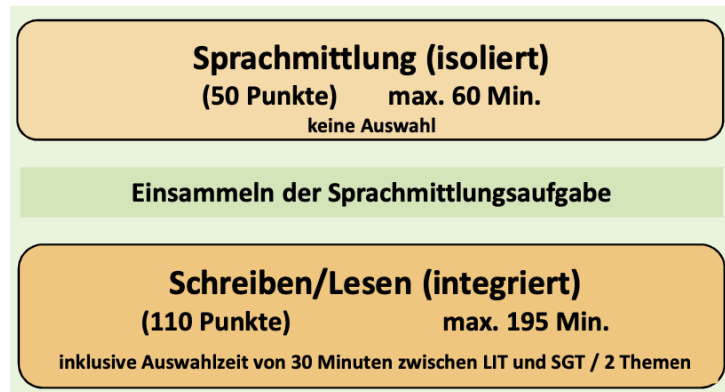 Sprachmittlung (isoliert)
(50 Punkte) max. 60 Min.
keine Auswahl
Einsammeln der Sprachmittlungsaufgabe
Schreiben/Lesen (integriert)
(110 Punkte) max. 195 Min.
inklusive Auswahlzeit von 30 Minuten zwischen LIT und SGT / 2 Themen